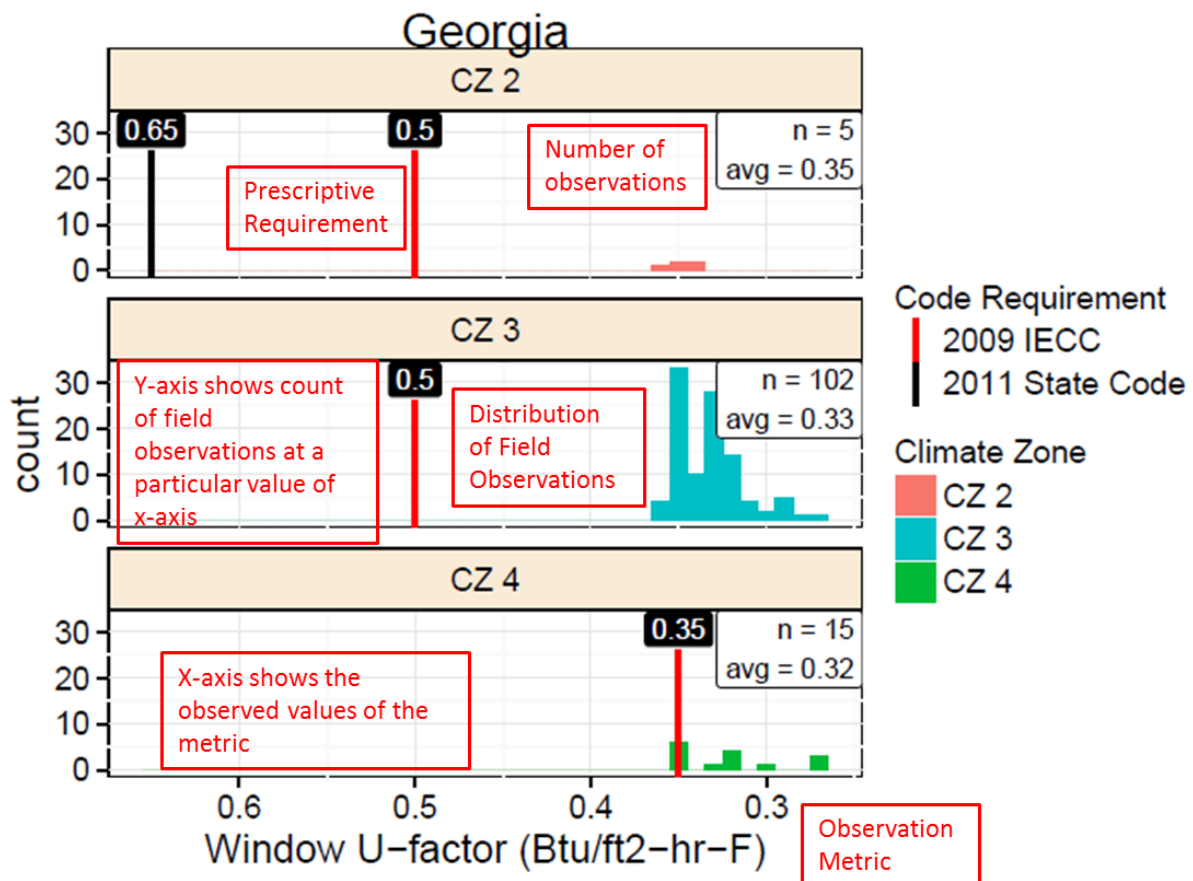 Georgia
CZ 2
30
20
10
0
0.65
0.5
Prescriptive
Requirement
Number of
observations
n = 5
avg = 0.35
CZ 3
count
30
20
10
0
Y-axis shows count
of field
observations at a
particular value of
x-axis
0.5
Distribution
of Field
Observations
n = 102
avg = 0.33
CZ 4
30
20
10
0
X-axis shows the
observed values of the
metric
0.35
n = 15
avg = 0.32
0.6 0.5 0.4 0.3
Window U−factor (Btu/ft2−hr−F)
Observation
Metric
Code Requirement
2009 IECC
2011 State Code
Climate Zone
CZ 2
CZ 3
CZ 4